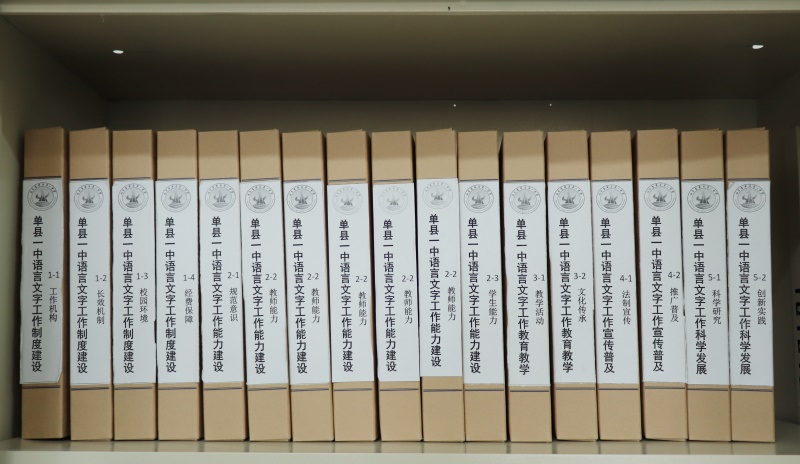 单县一中语言文字工作制度建设
1-1 工作机构
单县一中语言文字工作制度建设
1-2 长效机制
单县一中语言文字工作制度建设
1-3 校园环境
单县一中语言文字工作制度建设
1-4 经费保障
单县一中语言文字工作能力建设
2-1 规范意识
单县一中语言文字工作能力建设
2-2 教师能力
单县一中语言文字工作能力建设
2-2 教师能力
单县一中语言文字工作能力建设
2-2 教师能力
单县一中语言文字工作能力建设
2-2 教师能力
单县一中语言文字工作能力建设
2-2 教师能力
单县一中语言文字工作能力建设
2-3 学生能力
单县一中语言文字工作教育教学
3-1 教学活动
单县一中语言文字工作教育教学
3-2 文化传承
单县一中语言文字工作宣传普及
4-1 法制宣传
单县一中语言文字工作宣传普及
4-2 推广普及
单县一中语言文字工作科学发展
5-1 科学研究
单县一中语言文字工作科学发展
5-2 创新实践